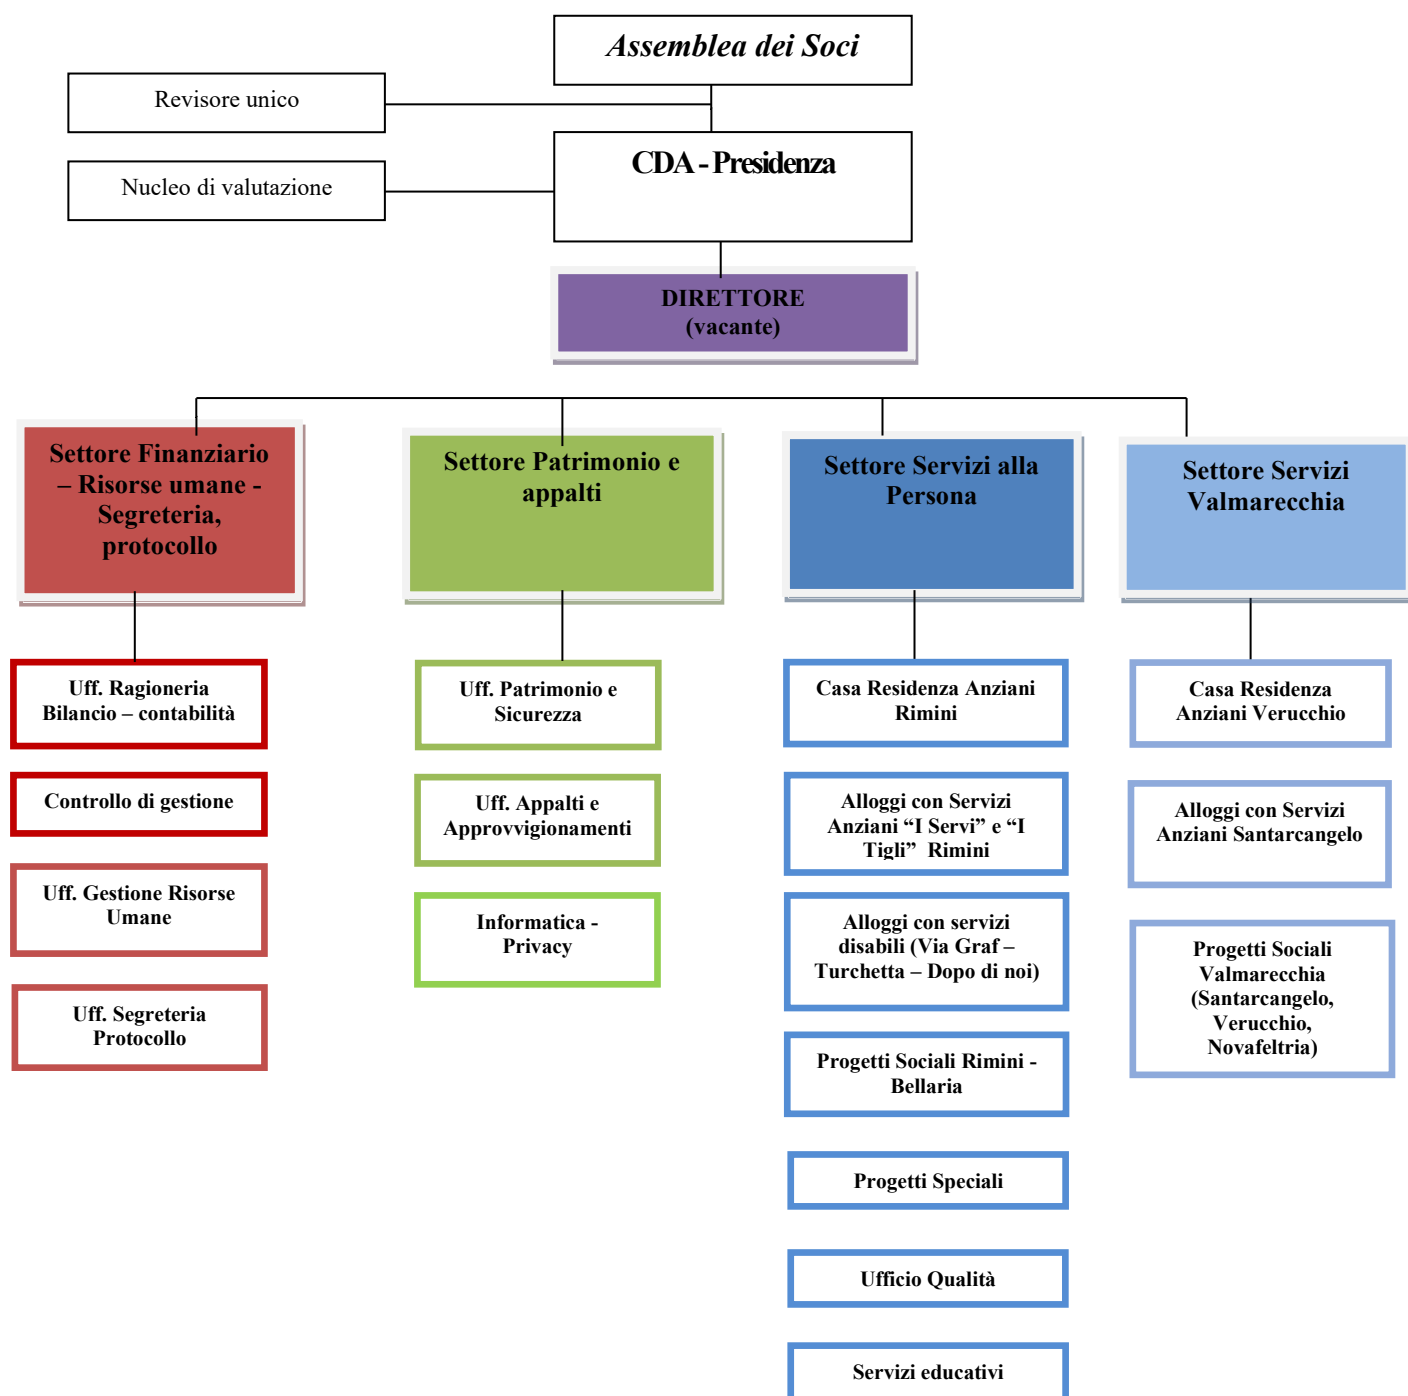 Assemblea dei Soci
Revisore unico
CDA - Presidenza
Nucleo di valutazione
DIRETTORE
(vacante)
Settore Finanziario
– Risorse umane -
Segreteria,
protocollo
Settore Patrimonio e
appalti
Settore Servizi alla
Persona
Settore Servizi
Valmarecchia
Uff. Ragioneria
Bilancio – contabilità
Controllo di gestione
Uff. Gestione Risorse
Umane
Uff. Segreteria
Protocollo
Uff. Patrimonio e
Sicurezza
Uff. Appalti e
Approvvigionamenti
Informatica -
Privacy
Casa Residenza Anziani
Rimini
Alloggi con Servizi
Anziani “I Servi” e “I
Tigli” Rimini
Alloggi con servizi
disabili (Via Graf –
Turchetta – Dopo di noi)
Progetti Sociali Rimini -
Bellaria
Progetti Speciali
Ufficio Qualità
Servizi educativi
Casa Residenza
Anziani Verucchio
Alloggi con Servizi
Anziani Santarcangelo
Progetti Sociali
Valmarecchia
(Santarcangelo,
Verucchio,
Novafeltria)